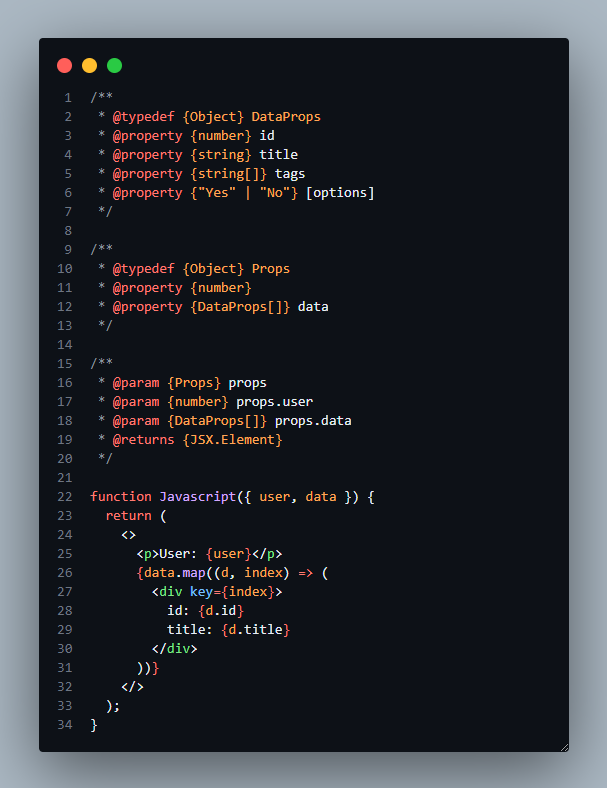 1 /**
2  * @typedef {Object} DataProps
3  * @property {number} id
4  * @property {string} title
5  * @property {string[]} tags
6  * @property {"Yes" | "No"} [options]
7  */
8
9 /**
10  * @typedef {Object} Props
11  * @property {number}
12  * @property {DataProps[]} data
13  */
14
15 /**
16  * @param {Props} props
17  * @param {number} props.user
18  * @param {DataProps[]} props.data
19  * @returns {JSX.Element}
20  */
21
22 function Javascript({ user, data }) {
23   return (
24     <>
25       <p>User: {user}</p>
26       {data.map((d, index) => (
27         <div key={index}>
28           id: {d.id}
29           title: {d.title}
30         </div>
31       ))}
32     </>
33   );
34 }